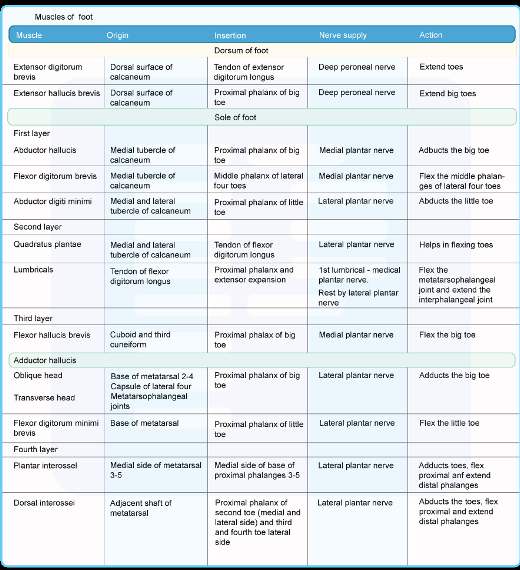 Muscles of foot
Muscle Origin Insertion Nerve supply Action
Dorsum of foot
Extensor digitorum brevis Dorsal surface of calcaneum Tendon of extensor digitorum longus Deep peroneal nerve Extend toes
Extensor hallucis brevis Dorsal surface of calcaneum Proximal phalanx of big toe Deep peroneal nerve Extend big toes
Sole of foot
First layer
Abductor hallucis Medial tubercle of calcaneum Proximal phalanx of big toe Medial plantar nerve Adbucts the big toe
Flexor digitorum brevis Medial tubercle of calcaneum Middle phalanx of lateral four toes Medial plantar nerve Flex the middle phalan-ges of lateral four toes
Abductor digiti minimi Medial and lateral tubercle of calcaneum Proximal phalanx of little toe Lateral plantar nerve Abducts the little toe
Second layer
Quadratus plantae Medial and lateral tubercle of calcaneum Tendon of flexor digitorum longus Lateral plantar nerve Helps in flexing toes
Lumbricals Tendon of flexor digitorum longus Proximal phalanx and extensor expansion 1st lumbrical - medical plantar nerve. Rest by lateral plantar nerve Flex the metatarsophalangeal joint and extend the interphalangeal joint
Third layer
Flexor hallucis brevis Cuboid and third cuneiform Proximal phalax of big toe Medial plantar nerve Flex the big toe
Adductor hallucis
Oblique head Base of metatarsal 2-4 Proximal phalanx of big toe Lateral plantar nerve Adducts the big toe
Transverse head Capsule of lateral four Metatarsophalangeal joints
Flexor digitorum minimi brevis Base of metatarsal Proximal phalanx of little toe Lateral plantar nerve Flex the little toe
Fourth layer
Plantar interossel Medial side of metatarsal 3-5 Medial side of base of proximal phalanges 3-5 Lateral plantar nerve Adducts toes, flex proximal anf extend distal phalanges
Dorsal interossei Adjacent shaft of metatarsal Proximal phalanx of second toe (medial and lateral side) and third and fourth toe lateral side Lateral plantar nerve Abducts the toes, flex proximal and extend distal phalanges